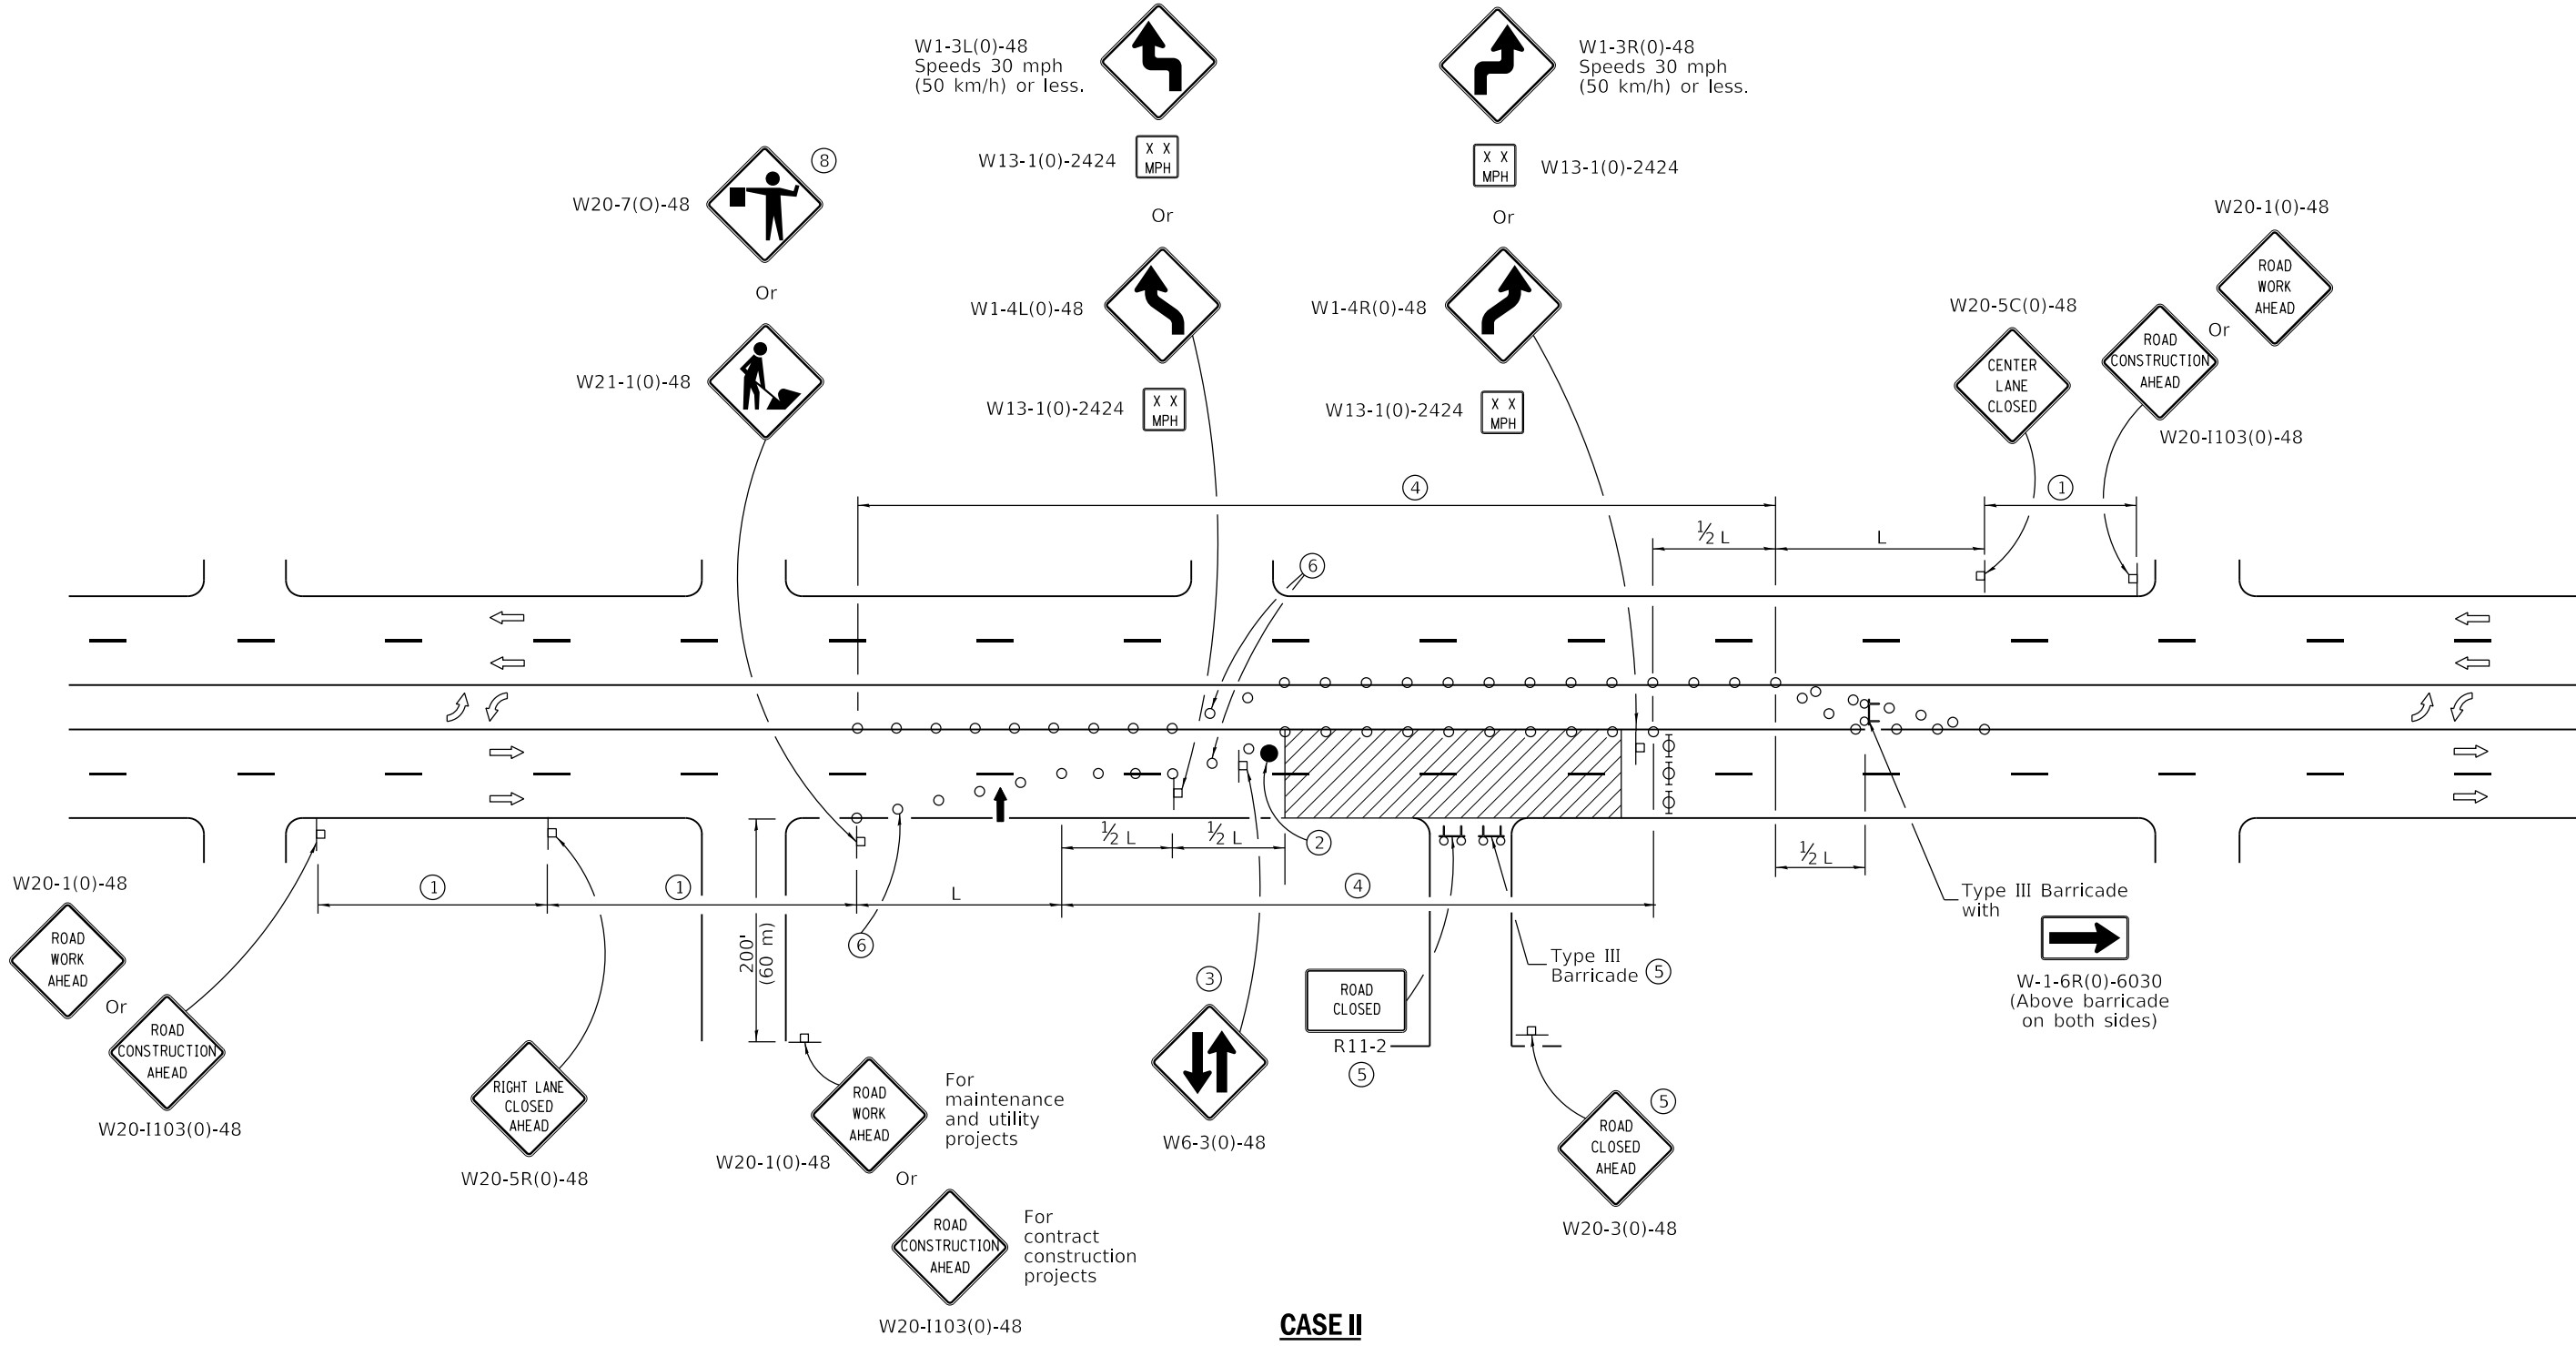 W1-3L(0)-48
Speeds 30 mph
(50 km/h) or less.
W1-3R(0)-48
Speeds 30 mph
(50 km/h) or less.
W13-1(0)-2424
X X
MPH
X X
MPH
W13-1(0)-2424
8
W20-7(O)-48
Or
Or
W20-1(0)-48
ROAD
WORK
AHEAD
Or
W1-4L(0)-48
W1-4R(0)-48
W20-5C(0)-48
CENTER
LANE
CLOSED
Or
ROAD
CONSTRUCTION
AHEAD
W20-I103(0)-48
W21-1(0)-48
W13-1(0)-2424
X X
MPH
W13-1(0)-2424
X X
MPH
4
1
½ L
L
6
½ L
½ L
2
½ L
1
1
L
4
6
200'
(60 m)
W20-1(0)-48
ROAD
WORK
AHEAD
Or
ROAD
CONSTRUCTION
AHEAD
W20-I103(0)-48
RIGHT LANE
CLOSED
AHEAD
W20-5R(0)-48
ROAD
WORK
AHEAD
W20-1(0)-48
For
maintenance
and utility
projects
Or
ROAD
CONSTRUCTION
AHEAD
For
contract
construction
projects
W20-I103(0)-48
3
W6-3(0)-48
ROAD
CLOSED
R11-2
5
Type III
Barricade 5
5
ROAD
CLOSED
AHEAD
W20-3(0)-48
Type III Barricade
with
W-1-6R(0)-6030
(Above barricade
on both sides)
CASE II